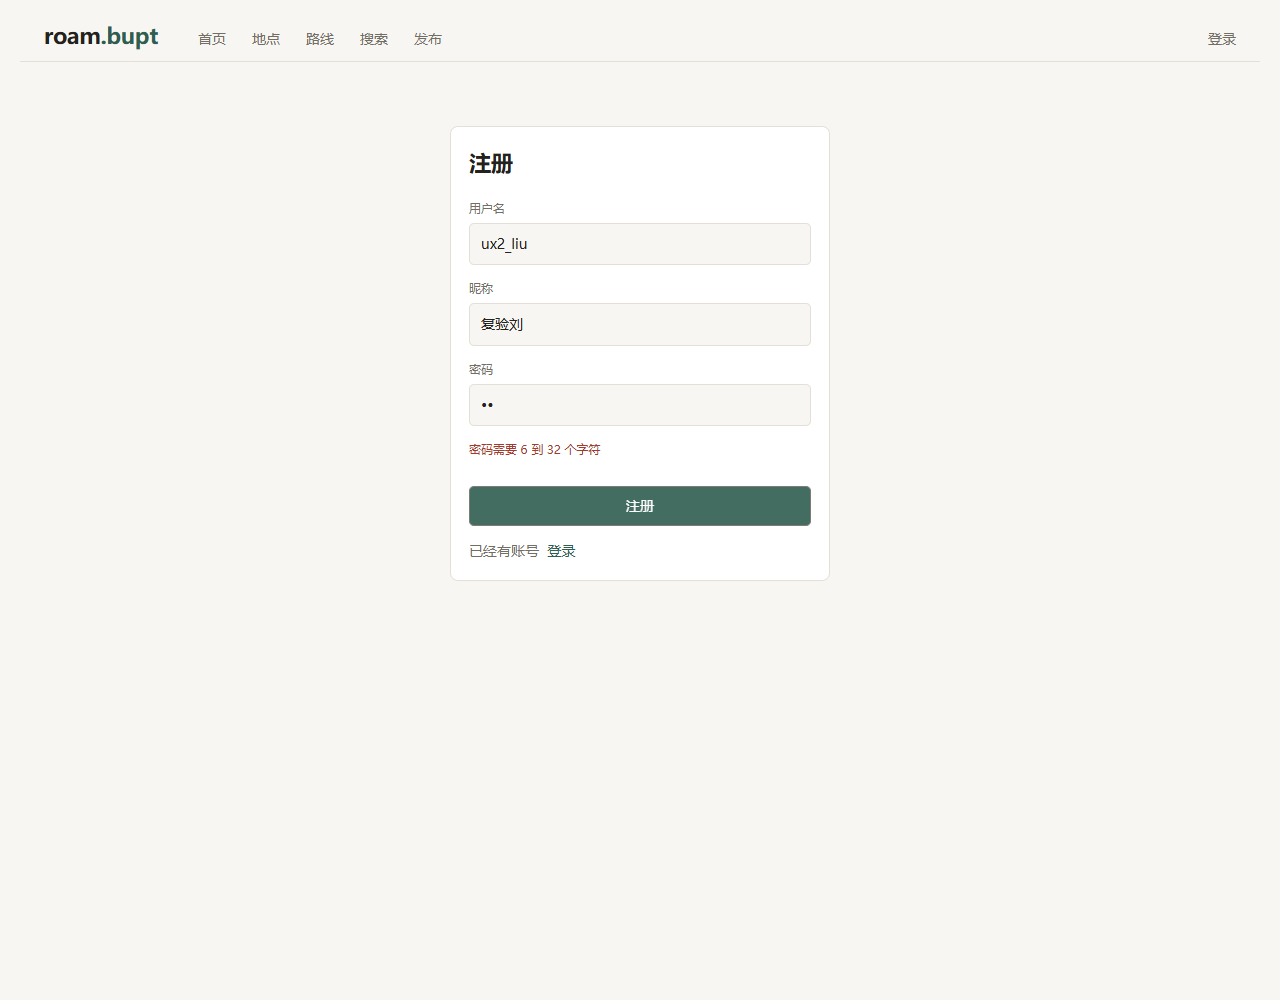 roam.bupt 首页 地点 路线 搜索 发布 登录
注册
用户名
ux2_liu
昵称
复验刘
密码
••
密码需要 6 到 32 个字符
注册
已经有账号 登录